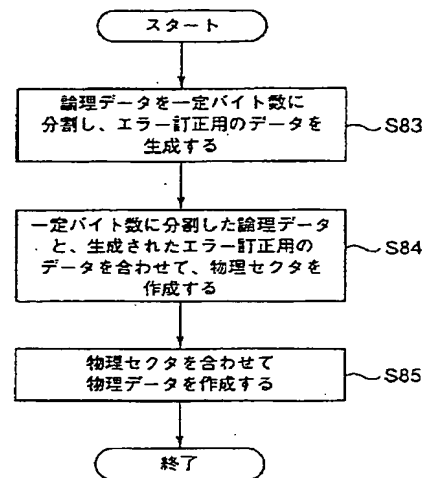 スタート
論理データを一定バイト数に
分割し、エラー訂正用のデータを
生成する
S83
一定バイト数に分割した論理データ
と、生成されたエラー訂正用の
データを合わせて、物理セクタを
作成する
S84
物理セクタを合わせて
物理データを作成する
S85
終了